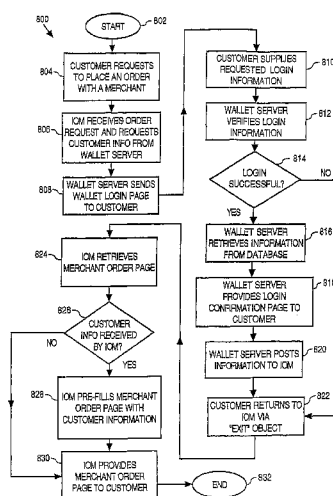 800
START
802
CUSTOMER REQUESTS
TO PLACE AN ORDER
WITH A MERCHANT
804
IOM RECEIVES ORDER
REQUEST AND REQUESTS
CUSTOMER INFO FROM
WALLET SERVER
806
WALLET SERVER SENDS
WALLET LOGIN PAGE
TO CUSTOMER
808
CUSTOMER SUPPLIES
REQUESTED LOGIN
INFORMATION
810
WALLET SERVER
VERIFIES LOGIN
INFORMATION
812
LOGIN
SUCCESSFUL?
814
NO
YES
WALLET SERVER
RETRIEVES INFORMATION
FROM DATABASE
816
WALLET SERVER
PROVIDES LOGIN
CONFIRMATION PAGE TO
CUSTOMER
818
WALLET SERVER POSTS
INFORMATION TO IOM
820
CUSTOMER RETURNS TO
IOM VIA
"EXIT" OBJECT
822
IOM RETRIEVES
MERCHANT ORDER PAGE
824
CUSTOMER
INFO RECEIVED
BY IOM?
826
NO
YES
IOM PRE-FILLS MERCHANT
ORDER PAGE WITH
CUSTOMER INFORMATION
828
IOM PROVIDES MERCHANT
ORDER PAGE TO CUSTOMER
830
END
832